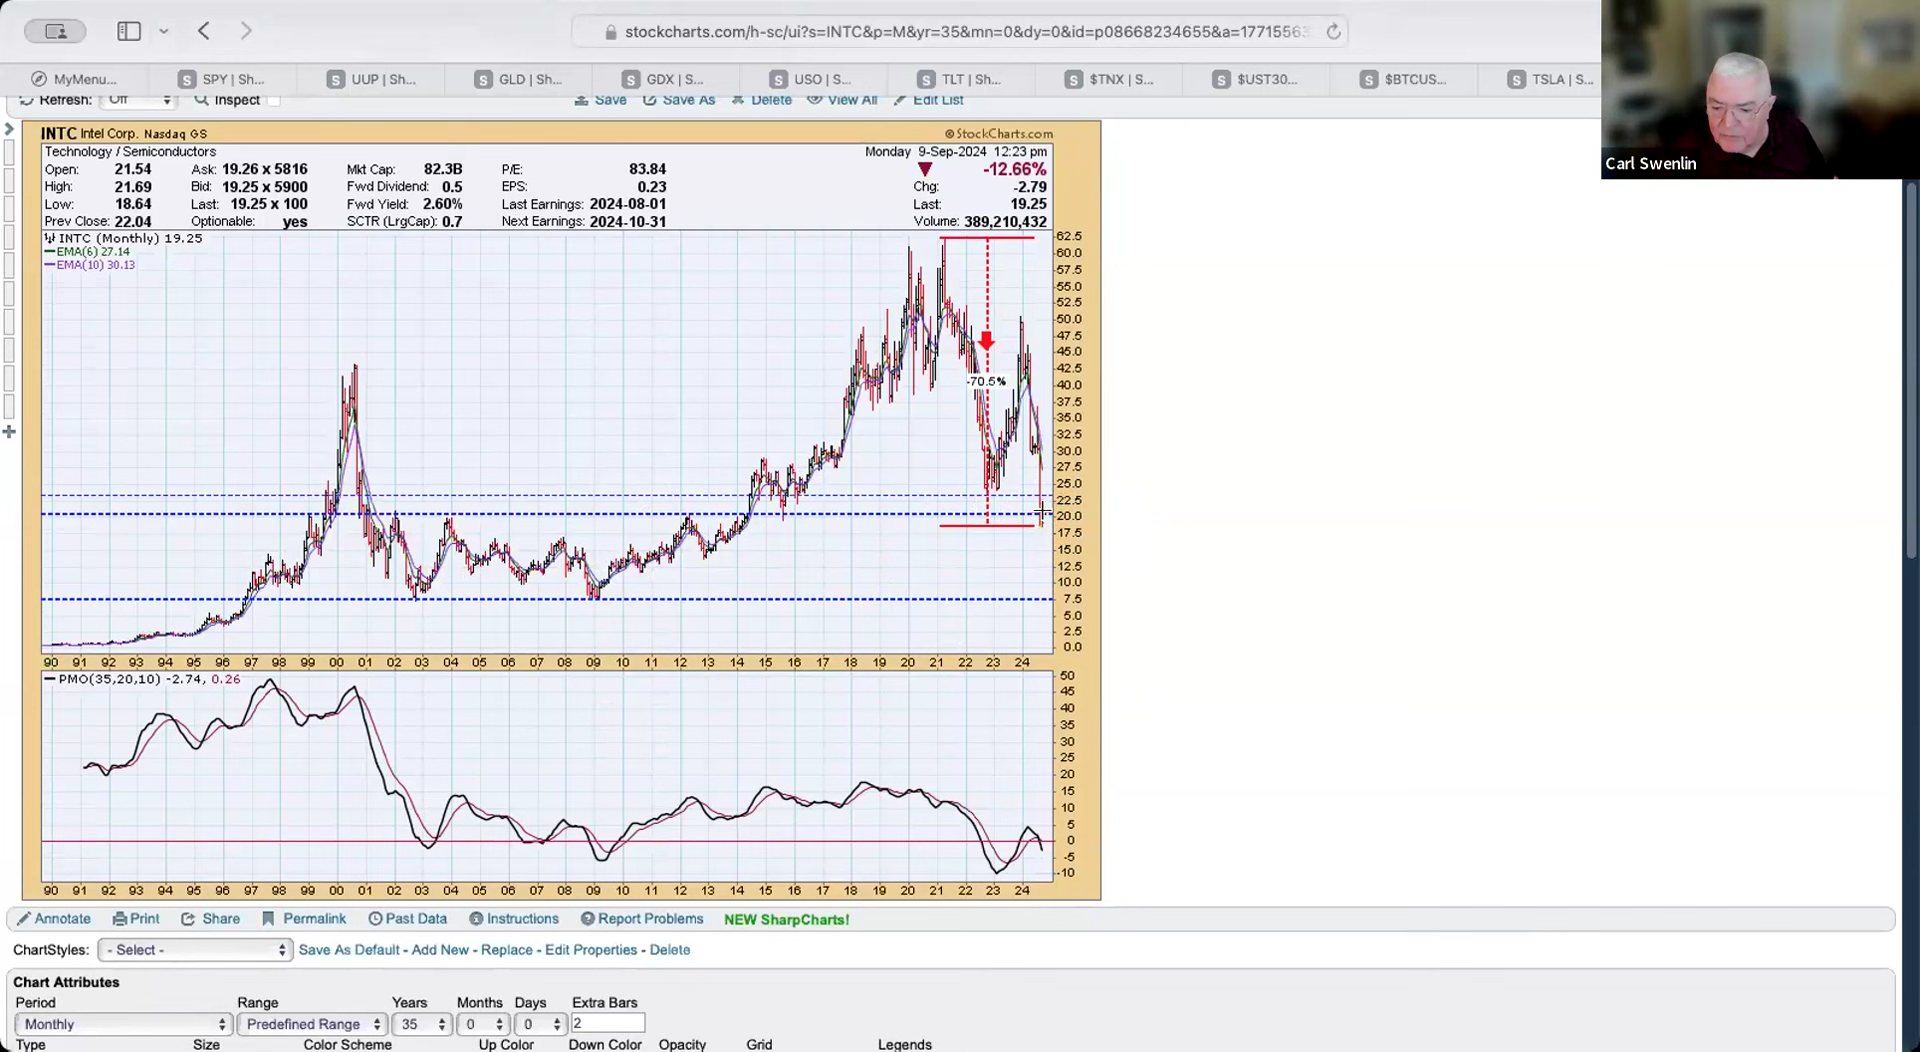 stockcharts.com/h-sc/ui?s=INTC&p=M&yr=35&mn=0&dy=0&id=p08668234655&a=17715563
MyMenu... SPY | Sh... UUP | Sh... GLD | Sh... GDX | S... USO | S... TLT | Sh... $TNX | S... $UST30... $BTCUS... TSLA | S...
Refresh: Off Inspect Save Save As Delete View All Edit List
Carl Swenlin
INTC Intel Corp. Nasdaq GS ©StockCharts.com
Technology / Semiconductors Monday 9-Sep-2024 12:23 pm
Open: 21.54 Ask: 19.26 x 5816 Mkt Cap: 82.3B P/E: 83.84 -12.66%
High: 21.69 Bid: 19.25 x 5900 Fwd Dividend: 0.5 EPS: 0.23 Chg: -2.79
Low: 18.64 Last: 19.25 x 100 Fwd Yield: 2.60% Last Earnings: 2024-08-01 Last: 19.25
Prev Close: 22.04 Optionable: yes SCTR (LrgCap): 0.7 Next Earnings: 2024-10-31 Volume: 389,210,432
INTC (Monthly) 19.25
EMA(6) 27.14
EMA(10) 30.13
62.5
60.0
57.5
55.0
52.5
50.0
47.5
45.0
42.5
40.0
37.5
35.0
32.5
30.0
27.5
25.0
22.5
20.0
17.5
15.0
12.5
10.0
7.5
5.0
2.5
0.0
-70.5%
90 91 92 93 94 95 96 97 98 99 00 01 02 03 04 05 06 07 08 09 10 11 12 13 14 15 16 17 18 19 20 21 22 23 24
PMO(35,20,10) -2.74, 0.26
50
45
40
35
30
25
20
15
10
5
0
-5
-10
90 91 92 93 94 95 96 97 98 99 00 01 02 03 04 05 06 07 08 09 10 11 12 13 14 15 16 17 18 19 20 21 22 23 24
Annotate Print Share Permalink Past Data Instructions Report Problems NEW SharpCharts!
ChartStyles: - Select - Save As Default - Add New - Replace - Edit Properties - Delete
Chart Attributes
Period Range Years Months Days Extra Bars
Monthly Predefined Range 35 0 0 2
Type Size Color Scheme Up Color Down Color Opacity Grid Legends